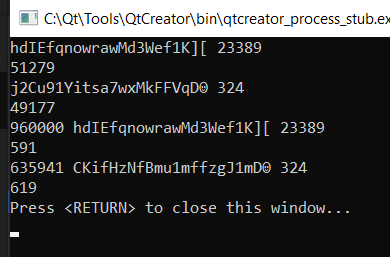 C:\Qt\Tools\QtCreator\bin\qtcreator_process_stub.ex
hdIEfqnowrawMd3Wef1K][ 23389
51279
j2Cu91Yitsa7wxMkFFVqD☺ 324
49177
960000 hdIEfqnowrawMd3Wef1K][ 23389
591
635941 CKifHzNfBmu1mffzgJ1mD☺ 324
619
Press <RETURN> to close this window...